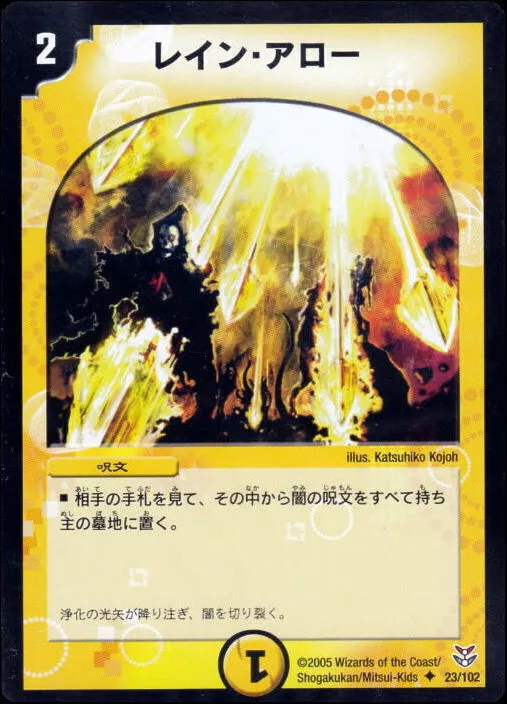 2
レイン・アロー
illus. Katsuhiko Kojoh
呪文
■ 相手の手札を見て、その中から闇の呪文をすべて持ち
主の墓地に置く。
浄化の光矢が降り注ぎ、闇を切り裂く。
1
©2005 Wizards of the Coast/
Shogakukan/Mitsui-Kids ♦ 23/102